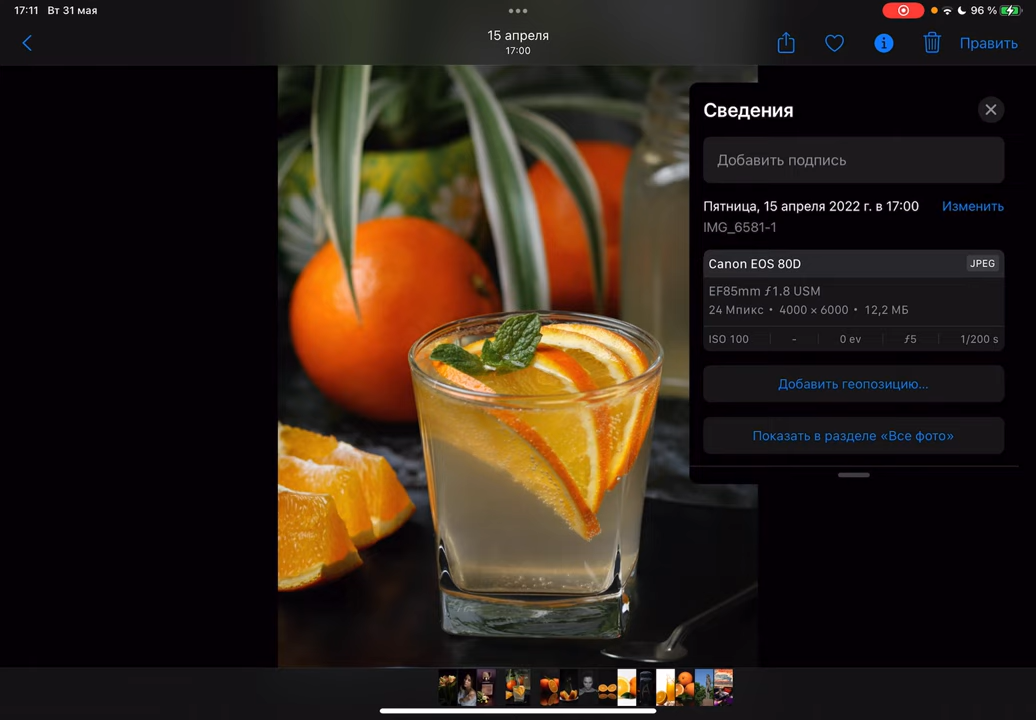 17:11 Вт 31 мая
96 %
15 апреля
17:00
Править
Сведения
Добавить подпись
Пятница, 15 апреля 2022 г. в 17:00 Изменить
IMG_6581-1
Canon EOS 80D JPEG
EF85mm ƒ1.8 USM
24 Мпикс • 4000 × 6000 • 12,2 МБ
ISO 100 - 0 ev ƒ5 1/200 s
Добавить геопозицию...
Показать в разделе «Все фото»